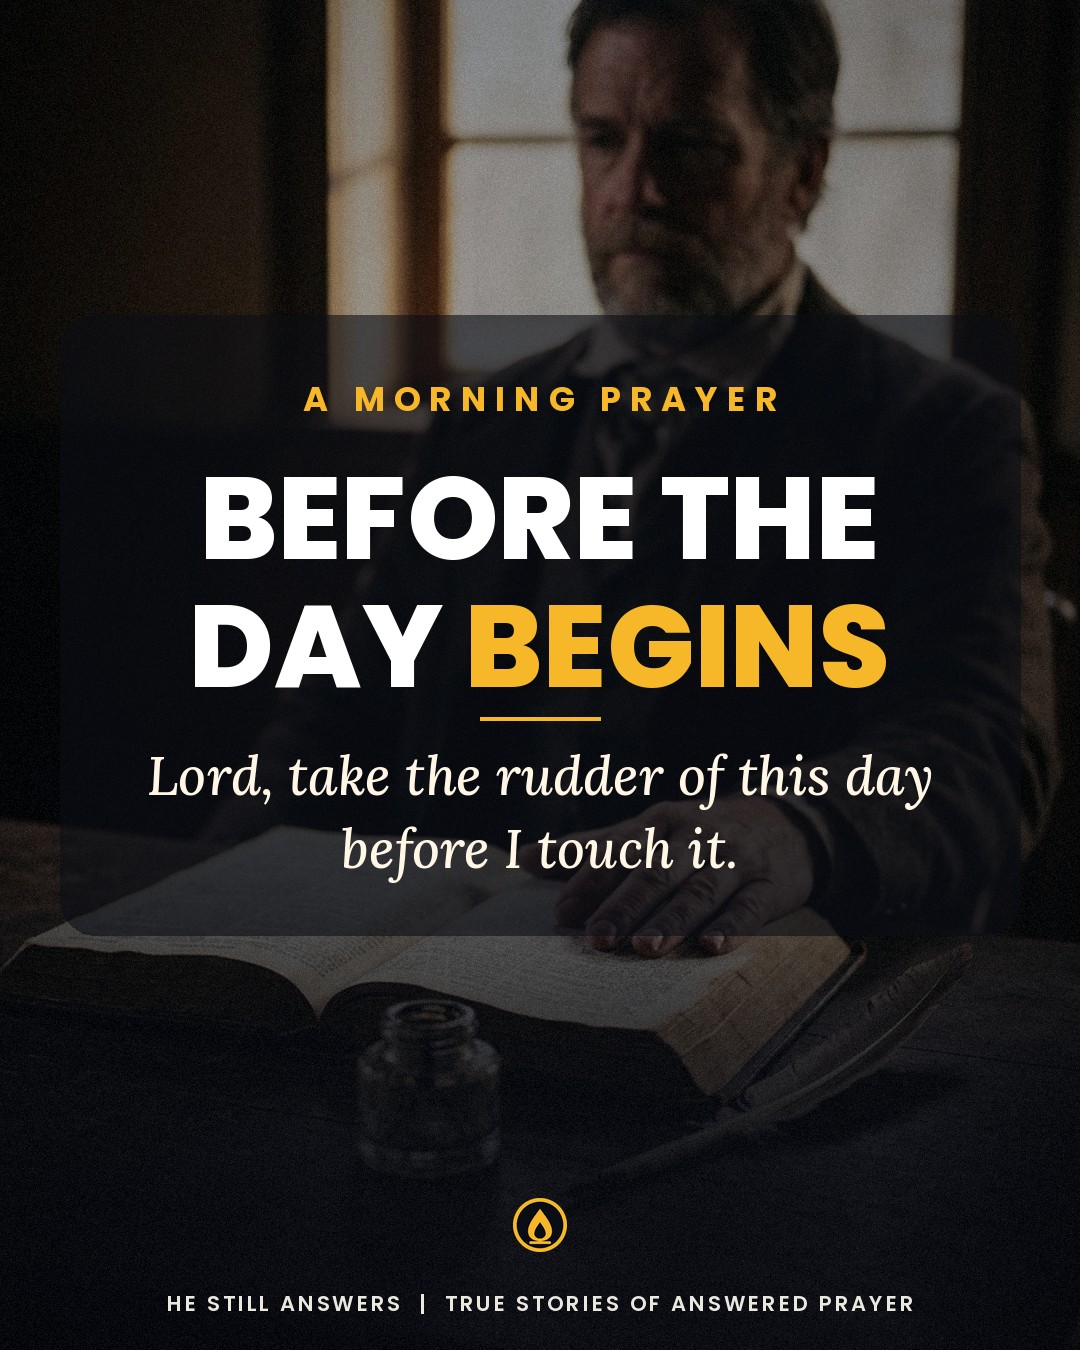 A MORNING PRAYER
BEFORE THE
DAY BEGINS
Lord, take the rudder of this day
before I touch it.
HE STILL ANSWERS | TRUE STORIES OF ANSWERED PRAYER